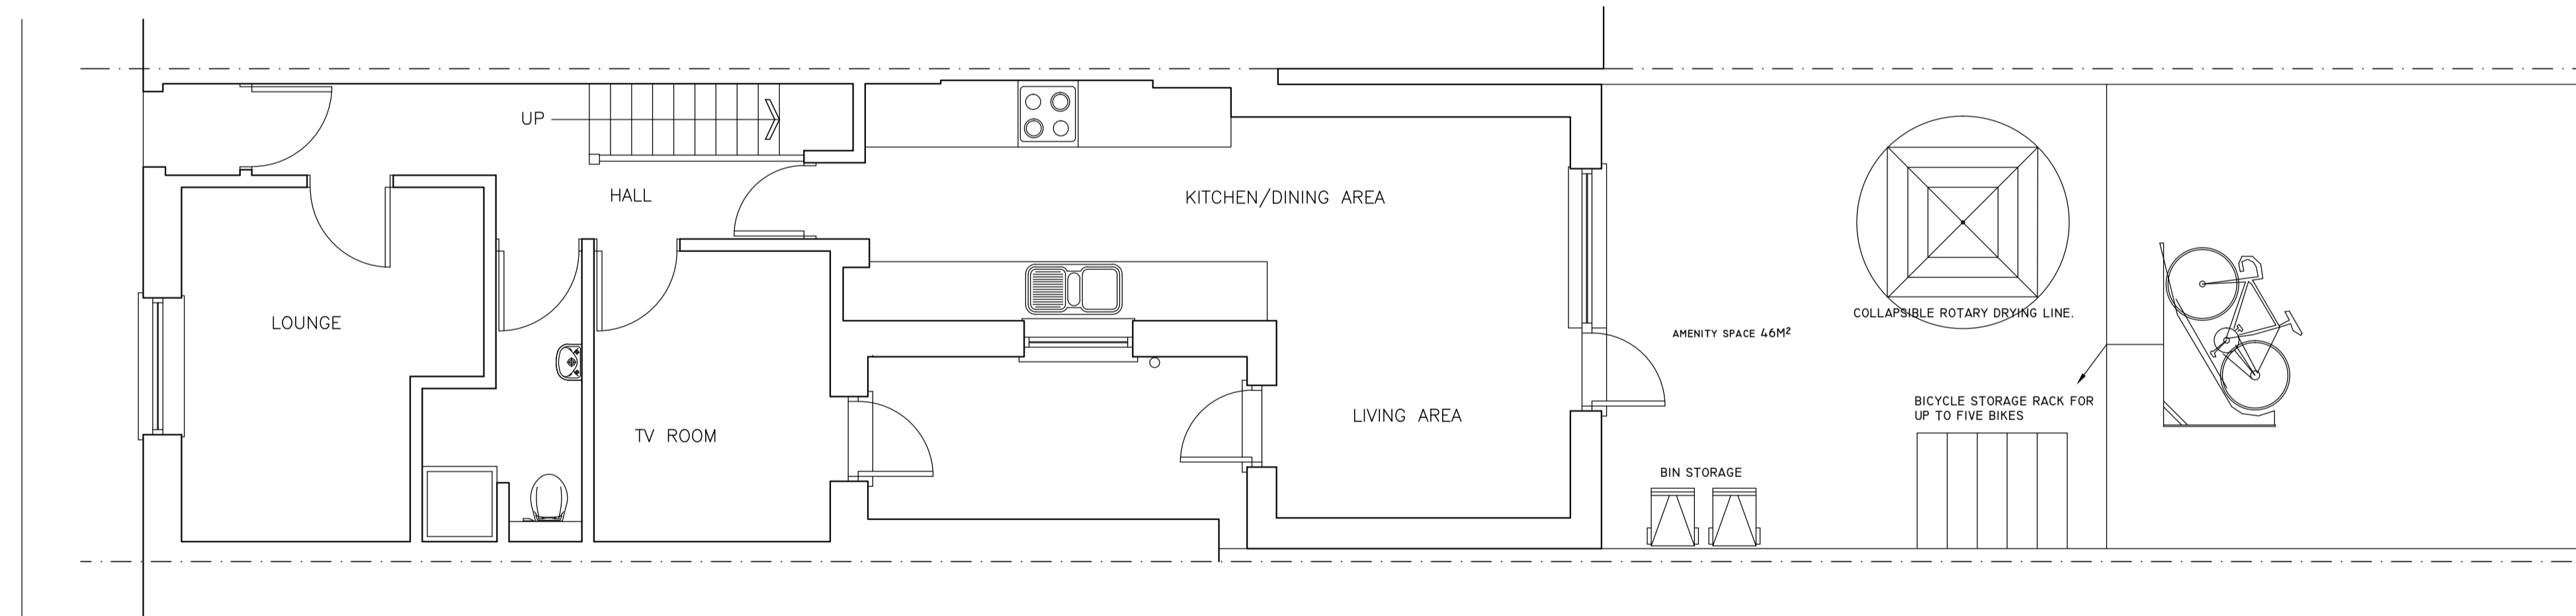 UP
HALL
KITCHEN/DINING AREA
LOUNGE
COLLAPSIBLE ROTARY DRYING LINE.
AMENITY SPACE 46M²
BICYCLE STORAGE RACK FOR
UP TO FIVE BIKES
LIVING AREA
TV ROOM
BIN STORAGE